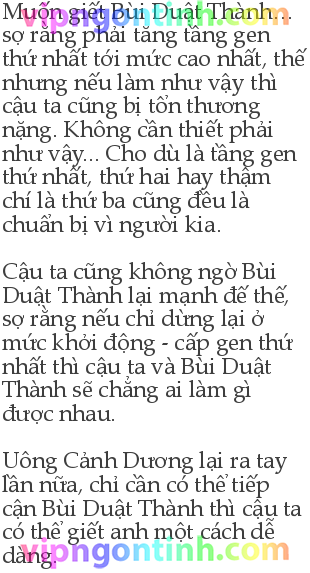 Muốn giết Bùi Duật Thành...
vipngontinh.com
sợ rằng phải tăng tầng gen
thứ nhất tới mức cao nhất, thế
nhưng nếu làm như vậy thì
cậu ta cũng bị tổn thương
nặng. Không cần thiết phải
như vậy... Cho dù là tầng gen
thứ nhất, thứ hai hay thậm
chí là thứ ba cũng đều là
chuẩn bị vì người kia.
Cậu ta cũng không ngờ Bùi
Duật Thành lại mạnh đế thế,
sợ rằng nếu chỉ dừng lại ở
mức khởi động - cấp gen thứ
nhất thì cậu ta và Bùi Duật
Thành sẽ chẳng ai làm gì
được nhau.
Uông Cảnh Dương lại ra tay
lần nữa, chỉ cần có thể tiếp
cận Bùi Duật Thành thì cậu ta
có thể giết anh một cách dễ
dàng.
vipngontinh.com